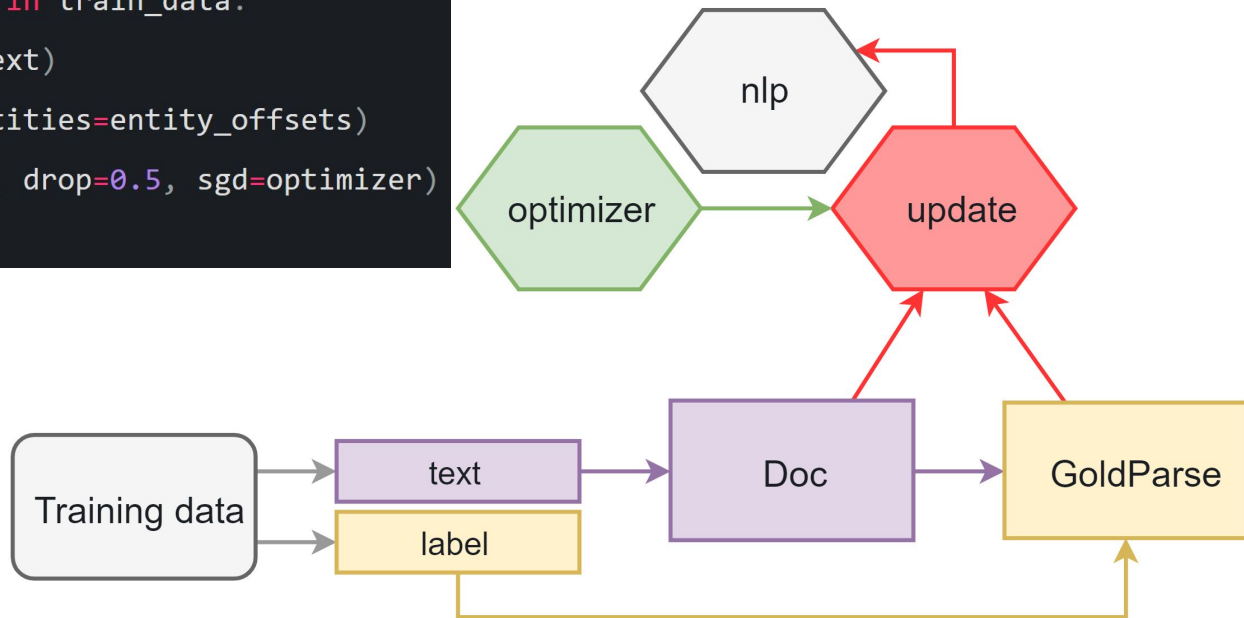 in train_data:
ext)
tities=entity_offsets)
drop=0.5, sgd=optimizer)
nlp
optimizer
update
text
Doc
GoldParse
Training data
label